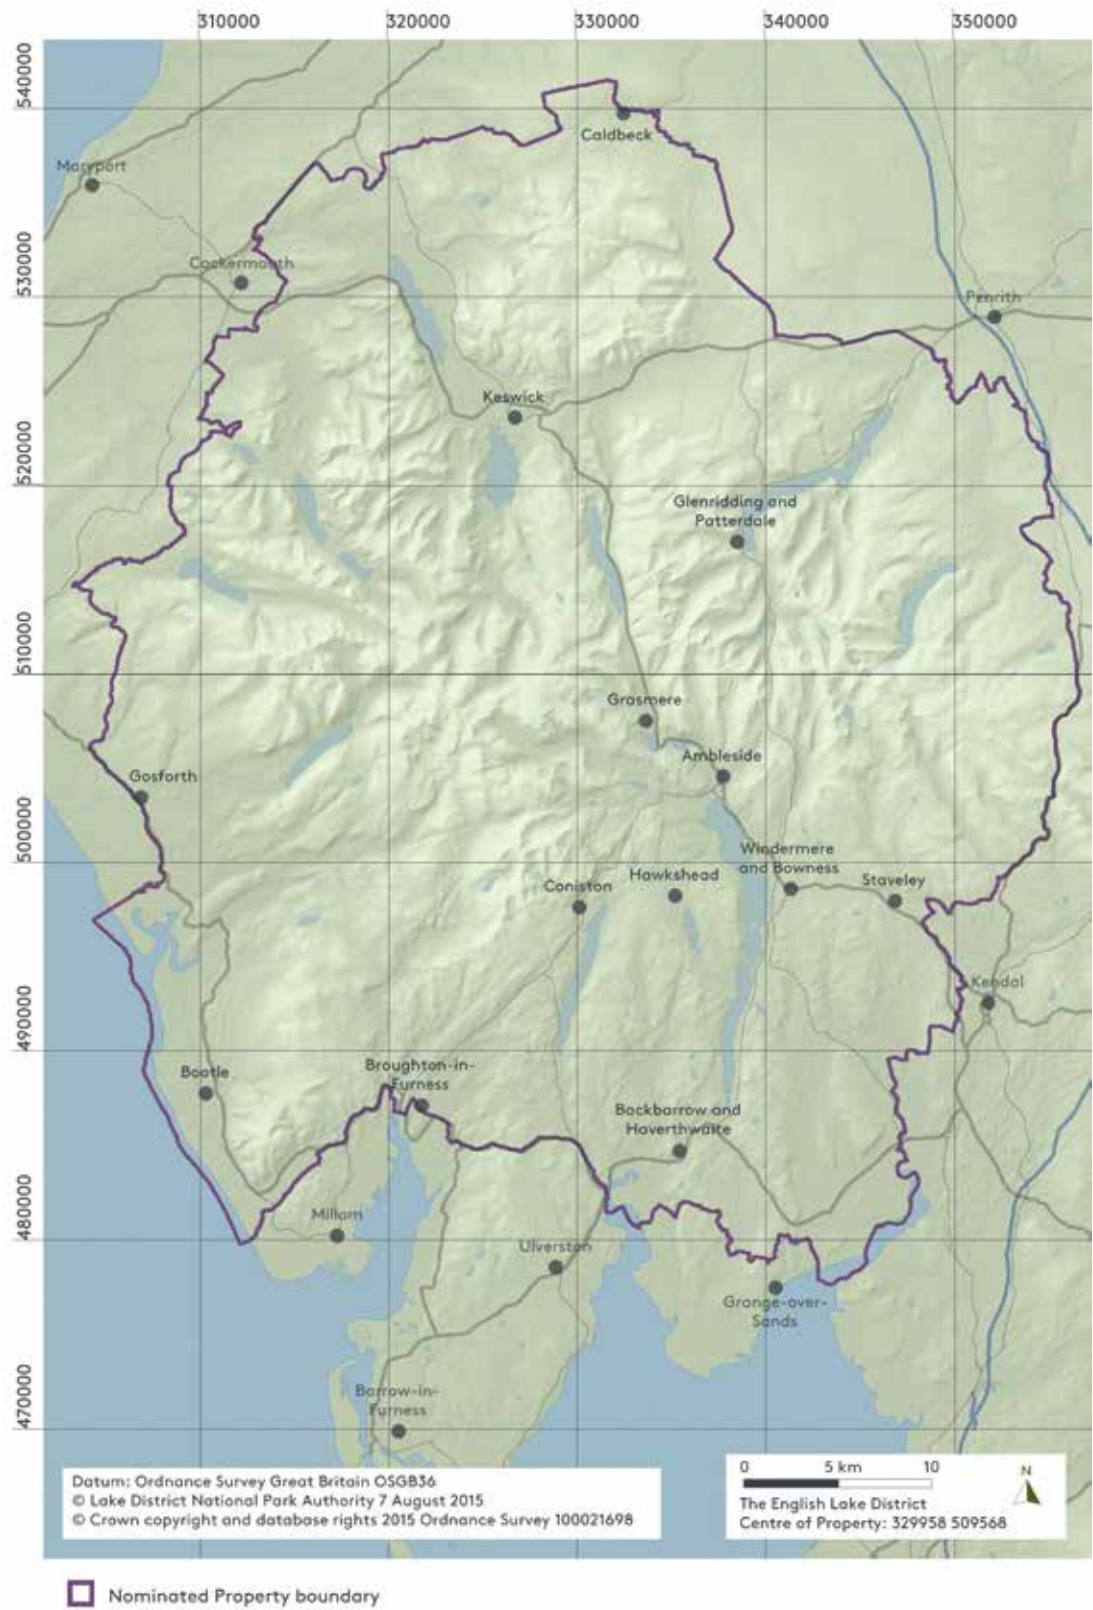 310000
320000
330000
340000
350000
540000
530000
520000
510000
500000
490000
480000
470000
Caldbeck
Maryport
Cockermouth
Penrith
Keswick
Glenridding and
Patterdale
Grasmere
Ambleside
Gosforth
Windermere
and Bowness
Hawkshead
Staveley
Coniston
Kendal
Bootle
Broughton-in-
Furness
Backbarrow and
Haverthwaite
Millom
Ulverston
Grange-over-
Sands
Barrow-in-
Furness
Datum: Ordnance Survey Great Britain OSGB36
© Lake District National Park Authority 7 August 2015
© Crown copyright and database rights 2015 Ordnance Survey 100021698
0 5 km 10
N
The English Lake District
Centre of Property: 329958 509568
Nominated Property boundary